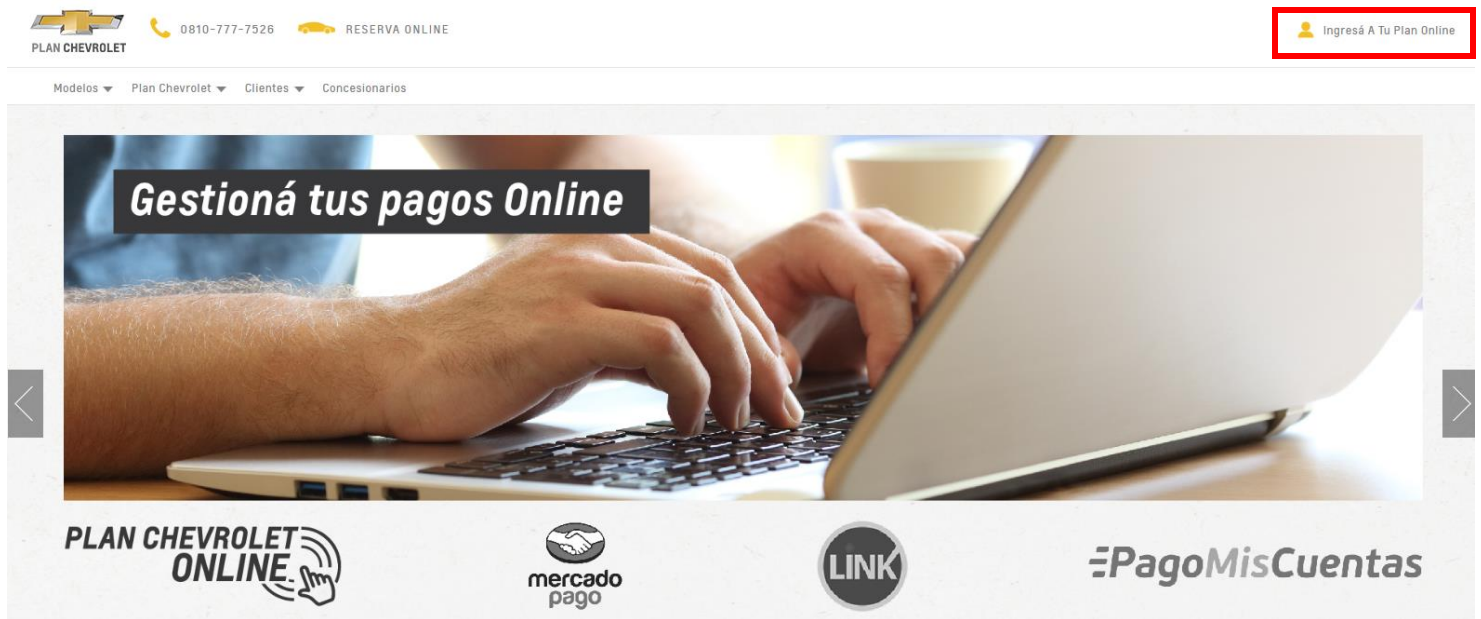 PLAN CHEVROLET
0810-777-7526
RESERVA ONLINE
Ingresá A Tu Plan Online
Modelos
Plan Chevrolet
Clientes
Concesionarios
Gestioná tus pagos Online
PLAN CHEVROLET
ONLINE
mercado
pago
LINK
PagoMisCuentas